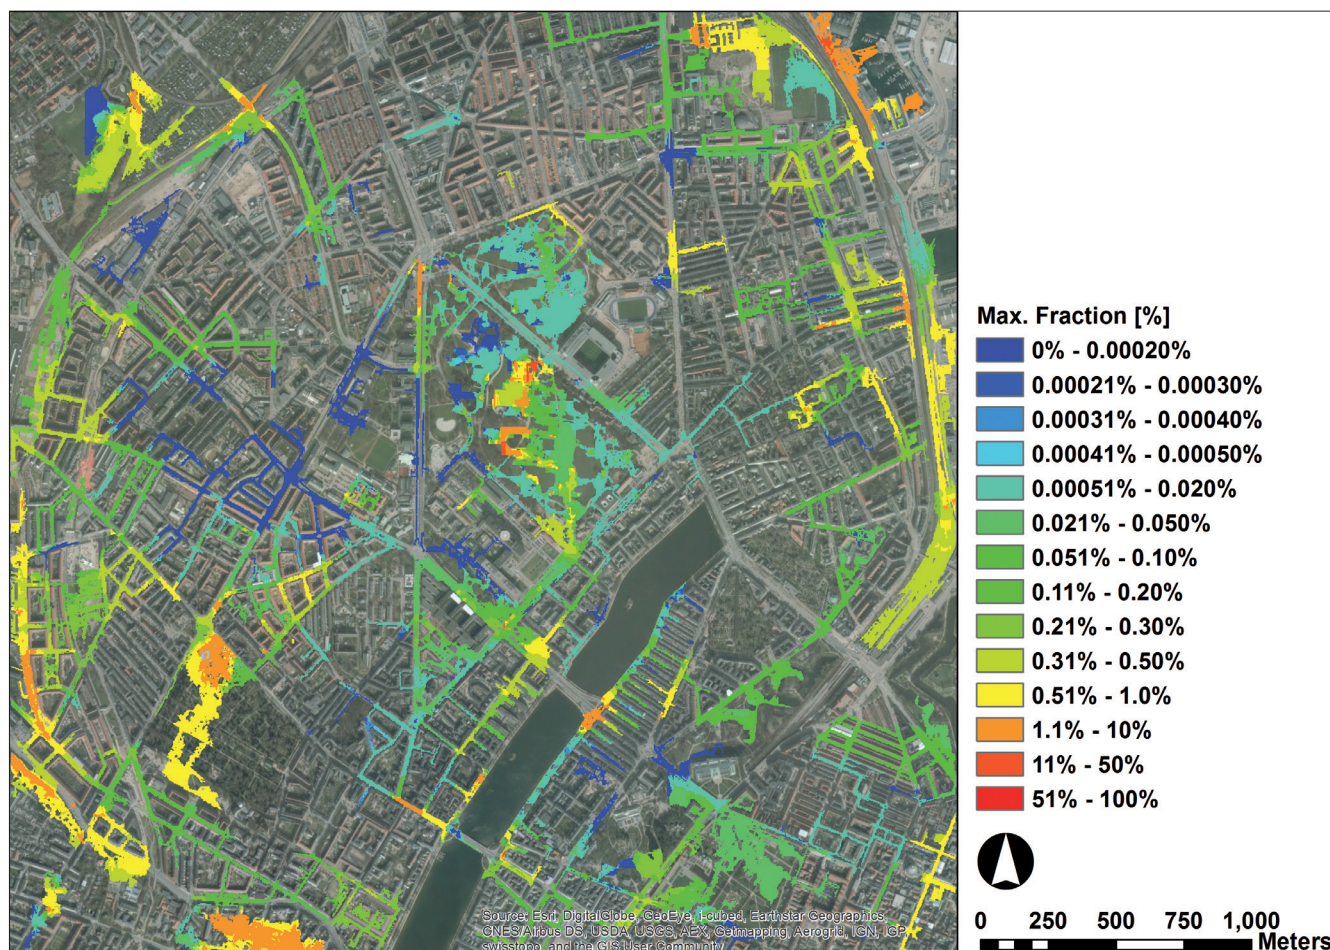 Max. Fraction [%]
0% - 0.00020%
0.00021% - 0.00030%
0.00031% - 0.00040%
0.00041% - 0.00050%
0.00051% - 0.020%
0.021% - 0.050%
0.051% - 0.10%
0.11% - 0.20%
0.21% - 0.30%
0.31% - 0.50%
0.51% - 1.0%
1.1% - 10%
11% - 50%
51% - 100%
0 250 500 750 1,000
Meters
Source: Esri, DigitalGlobe, GeoEye, i-cubed, Earthstar Geographics,
CNES/Airbus DS, USDA, USGS, AEX, Getmapping, Aerogrid, IGN, IGP,
swisstopo, and the GIS User Community